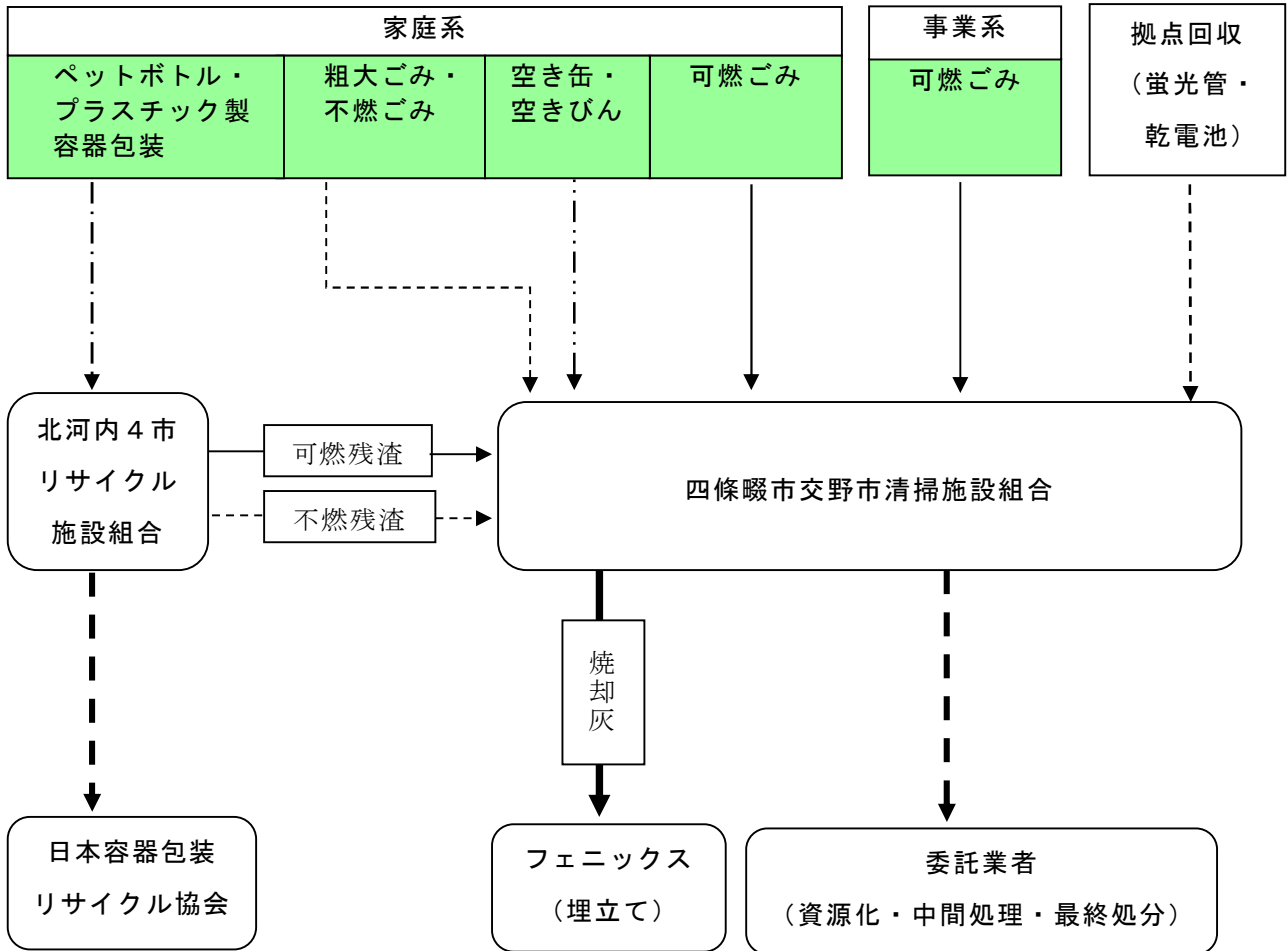 家庭系
ペットボトル・
プラスチック製
容器包装
粗大ごみ・
不燃ごみ
空き缶・
空きびん
可燃ごみ
事業系
可燃ごみ
拠点回収
（蛍光管・
乾電池）
北河内４市
リサイクル
施設組合
可燃残渣
不燃残渣
四條畷市交野市清掃施設組合
焼却灰
日本容器包装
リサイクル協会
フェニックス
（埋立て）
委託業者
（資源化・中間処理・最終処分）